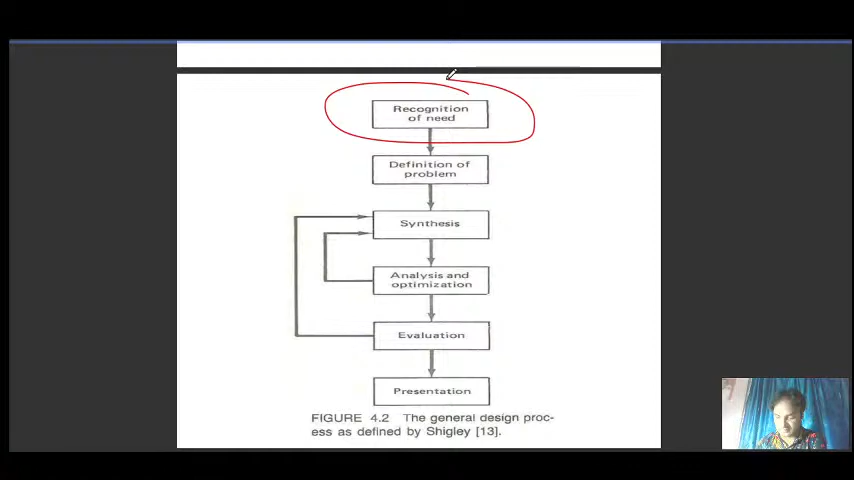 Recognition
of need
Definition of
problem
Synthesis
Analysis and
optimization
Evaluation
Presentation
FIGURE 4.2 The general design proc-
ess as defined by Shigley [13].